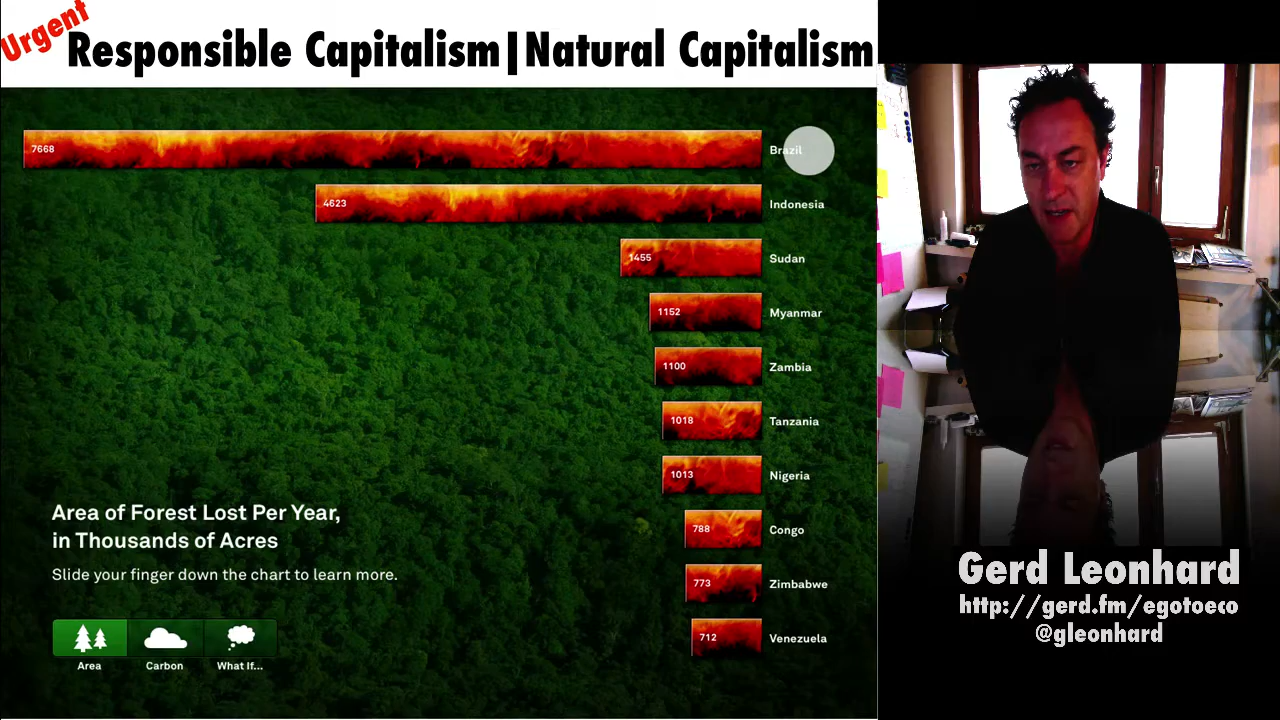 Urgent
Responsible Capitalism|Natural Capitalism
7668 Brazil
4623 Indonesia
1455 Sudan
1152 Myanmar
1100 Zambia
1018 Tanzania
1013 Nigeria
788 Congo
773 Zimbabwe
712 Venezuela
Area of Forest Lost Per Year,
in Thousands of Acres
Slide your finger down the chart to learn more.
Area Carbon What If...
Gerd Leonhard
http://gerd.fm/egotoeco
@gleonhard